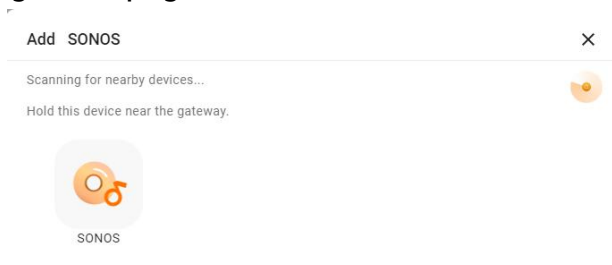 Add SONOS
Scanning for nearby devices...
Hold this device near the gateway.
SONOS